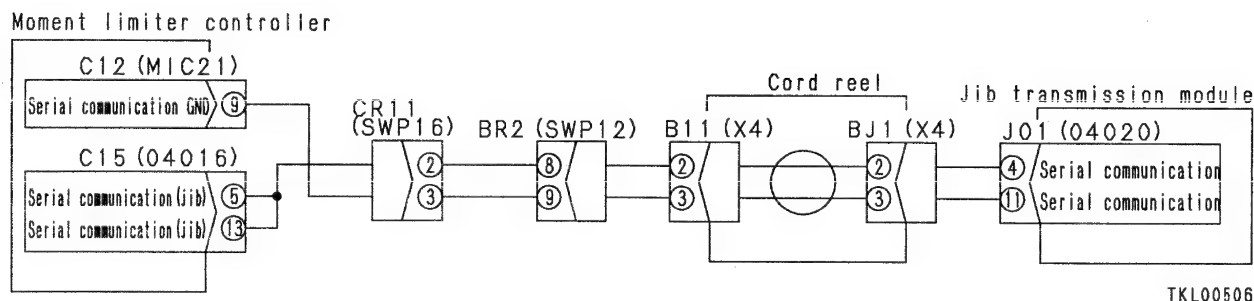 Moment limiter controller
C12 (MIC21)
Serial communication GND 9
C15 (04016)
Serial communication(jib) 5
Serial communication(jib) 13
CR11
(SWP16)
2
3
BR2 (SWP12)
8
9
Cord reel
B11 (X4)
2
3
BJ1 (X4)
2
3
Jib transmission module
J01 (04020)
4 Serial communication
11 Serial communication
TKL00506